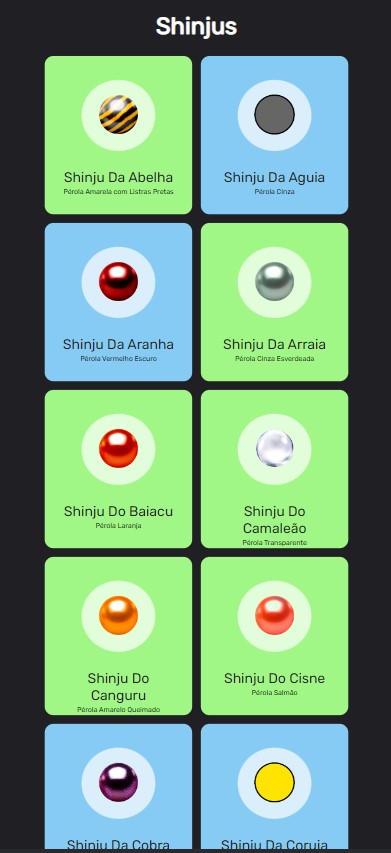 Shinjus
Shinju Da Abelha
Pérola Amarela com Listras Pretas
Shinju Da Aguia
Pérola Cinza
Shinju Da Aranha
Pérola Vermelho Escuro
Shinju Da Arraia
Pérola Cinza Esverdeada
Shinju Do Baiacu
Pérola Laranja
Shinju Do
Camaleão
Pérola Transparente
Shinju Do
Canguru
Pérola Amarelo Queimado
Shinju Do Cisne
Pérola Salmão
Shinju Da Cobra
Shinju Da Coruja